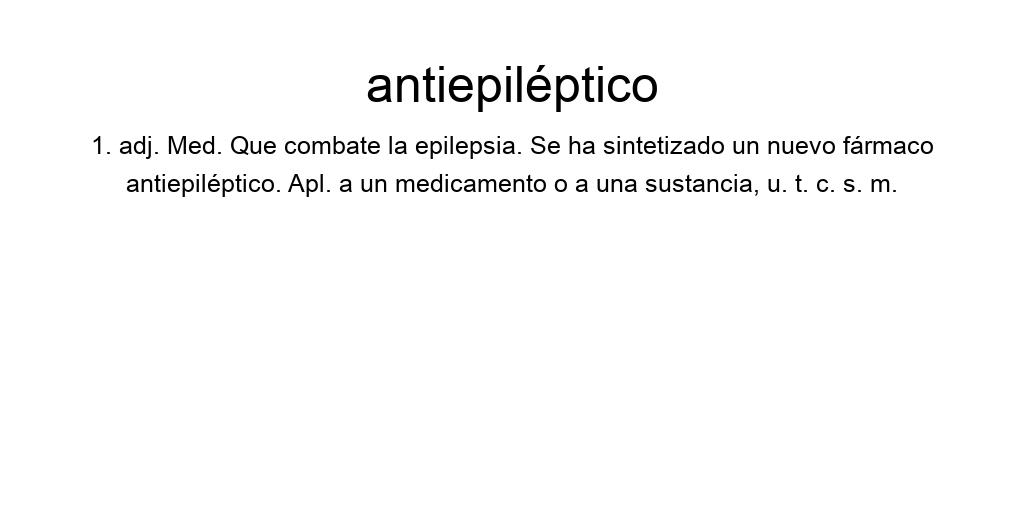 antiepiléptico
1. adj. Med. Que combate la epilepsia. Se ha sintetizado un nuevo fármaco
antiepiléptico. Apl. a un medicamento o a una sustancia, u. t. c. s. m.